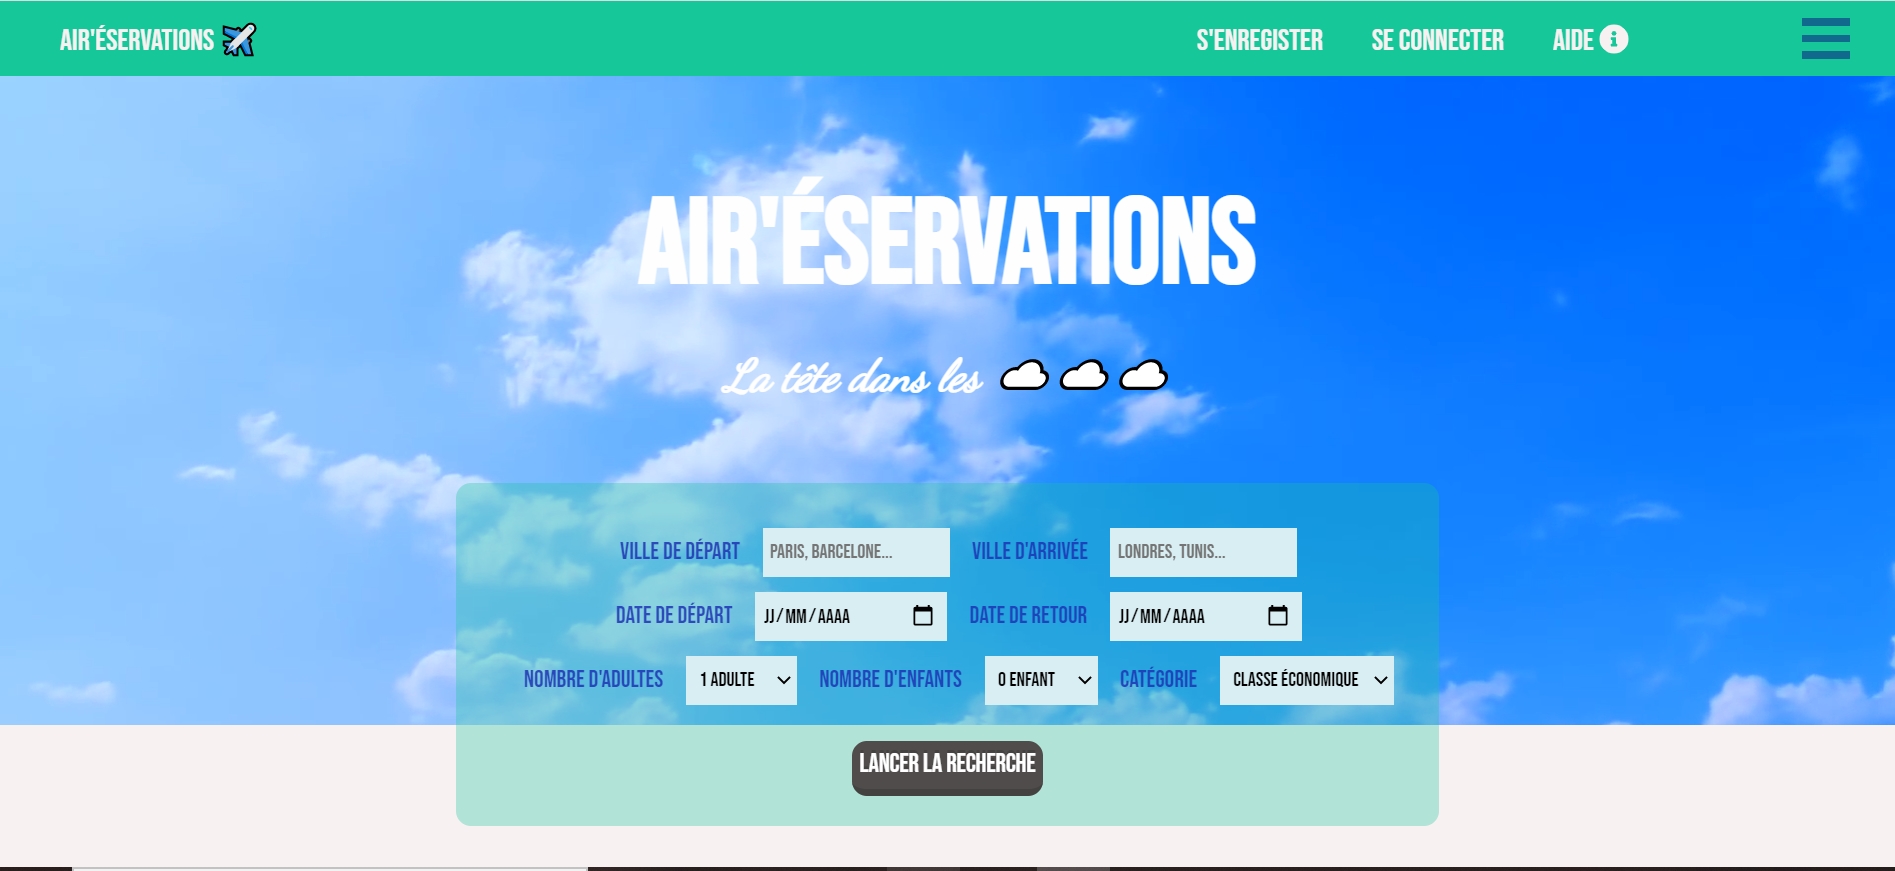 AIR'ÉSERVATIONS
S'ENREGISTER
SE CONNECTER
AIDE
AIR'ÉSERVATIONS
La tête dans les
VILLE DE DÉPART PARIS, BARCELONE... VILLE D'ARRIVÉE LONDRES, TUNIS...
DATE DE DÉPART JJ/MM/AAAA DATE DE RETOUR JJ/MM/AAAA
NOMBRE D'ADULTES 1 ADULTE NOMBRE D'ENFANTS 0 ENFANT CATÉGORIE CLASSE ÉCONOMIQUE
LANCER LA RECHERCHE